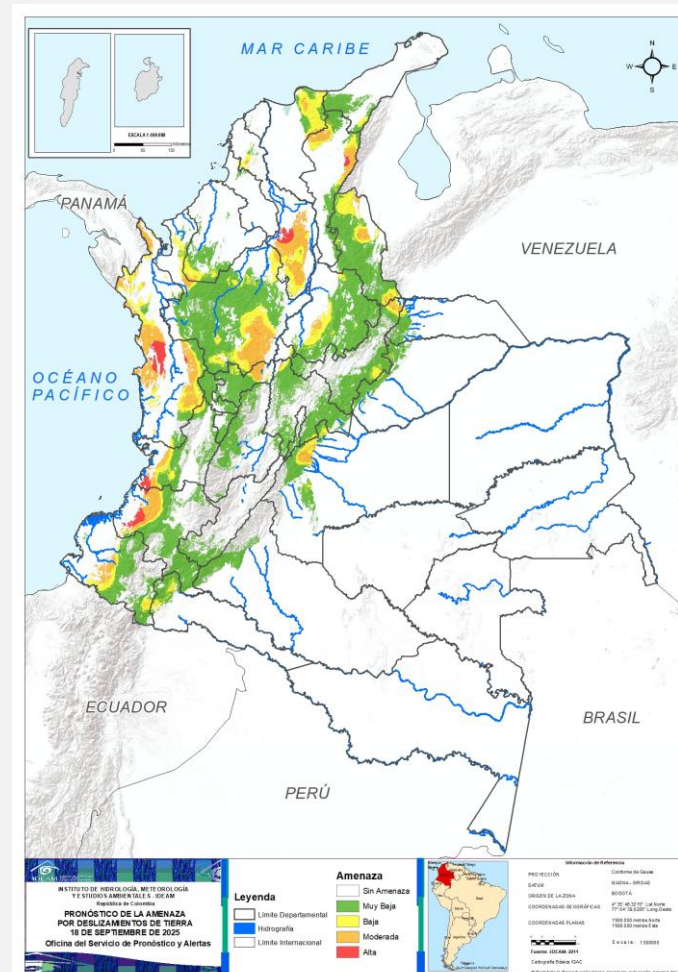 MAR CARIBE
N
W
E
S
PANAMÁ
VENEZUELA
OCÉANO
PACÍFICO
ECUADOR
PERÚ
BRASIL
INSTITUTO DE HIDROLOGÍA, METEOROLOGÍA
Y ESTUDIOS AMBIENTALES - IDEAM
República de Colombia
PRONÓSTICO DE LA AMENAZA
POR DESLIZAMIENTOS DE TIERRA
18 DE SEPTIEMBRE DE 2025
Oficina del Servicio de Pronóstico y Alertas
Leyenda
Límite Departamental
Hidrografía
Límite Internacional
Amenaza
Sin Amenaza
Muy Baja
Baja
Moderada
Alta
Información de Referencia
PROYECCIÓN
Conforme de Gauss
DATUM
MAGNA - SIRGAS
ORIGEN DE LA ZONA
BOGOTÁ
COORDENADAS GEOGRÁFICAS
COORDENADAS PLANAS
Escala:
Fuente: IDEAM 2011
Cartografía Básica IGAC